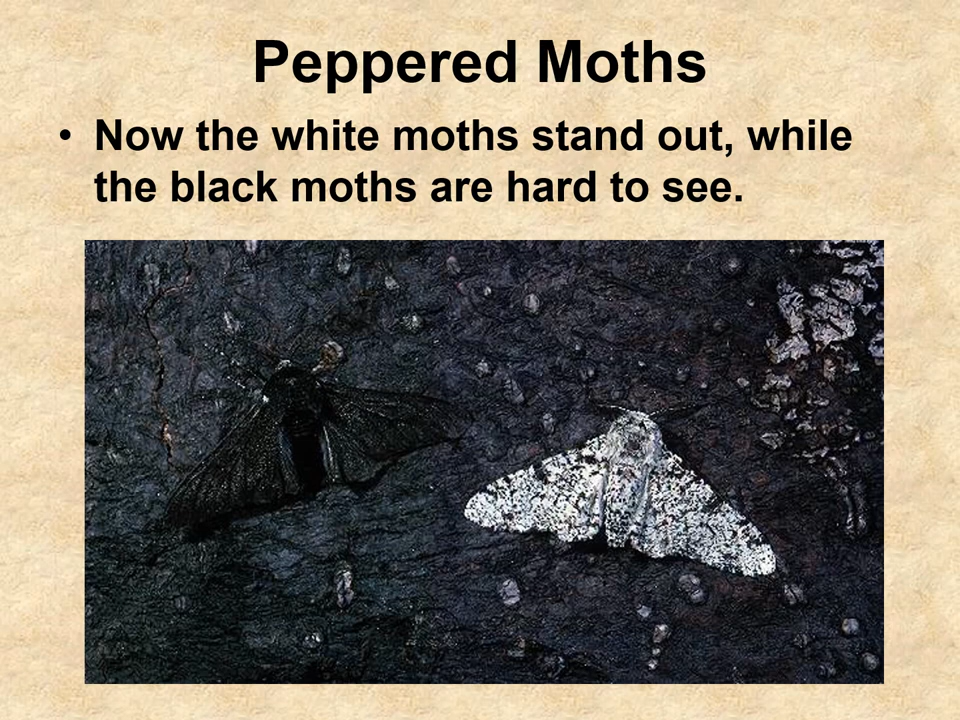 Peppered Moths
• Now the white moths stand out, while
the black moths are hard to see.